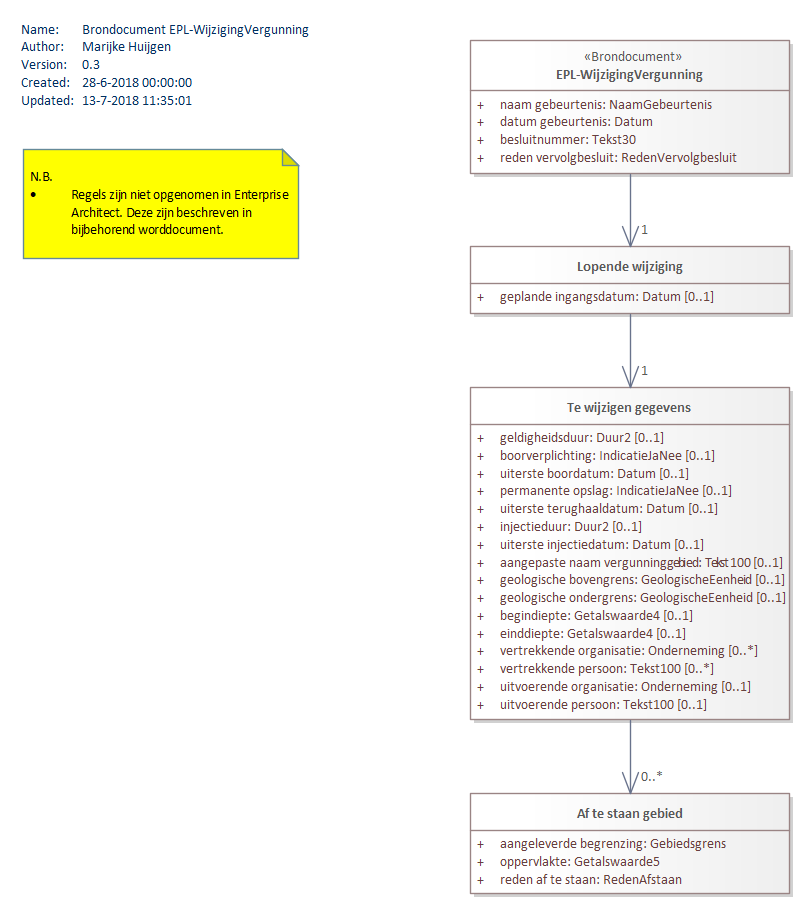 Name: Brondocument EPL-WijzigingVergunning
Author: Marijke Huijgen
Version: 0.3
Created: 28-6-2018 00:00:00
Updated: 13-7-2018 11:35:01
N.B.
• Regels zijn niet opgenomen in Enterprise
Architect. Deze zijn beschreven in
bijbehorend worddocument.
«Brondocument»
EPL-WijzigingVergunning
+ naam gebeurtenis: NaamGebeurtenis
+ datum gebeurtenis: Datum
+ besluitnummer: Tekst30
+ reden vervolgbesluit: RedenVervolgbesluit
1
Lopende wijziging
+ geplande ingangsdatum: Datum [0..1]
1
Te wijzigen gegevens
+ geldigheidsduur: Duur2 [0..1]
+ boorverplichting: IndicatieJaNee [0..1]
+ uiterste boordatum: Datum [0..1]
+ permanente opslag: IndicatieJaNee [0..1]
+ uiterste terughaaldatum: Datum [0..1]
+ injectieduur: Duur2 [0..1]
+ uiterste injectiedatum: Datum [0..1]
+ aangepaste naam vergunninggebied: Tekst100 [0..1]
+ geologische bovengrens: GeologischeEenheid [0..1]
+ geologische ondergrens: GeologischeEenheid [0..1]
+ begindiepte: Getalswaarde4 [0..1]
+ einddiepte: Getalswaarde4 [0..1]
+ vertrekkende organisatie: Onderneming [0..*]
+ vertrekkende persoon: Tekst100 [0..*]
+ uitvoerende organisatie: Onderneming [0..1]
+ uitvoerende persoon: Tekst100 [0..1]
0..*
Af te staan gebied
+ aangeleverde begrenzing: Gebiedsgrens
+ oppervlakte: Getalswaarde5
+ reden af te staan: RedenAfstaan